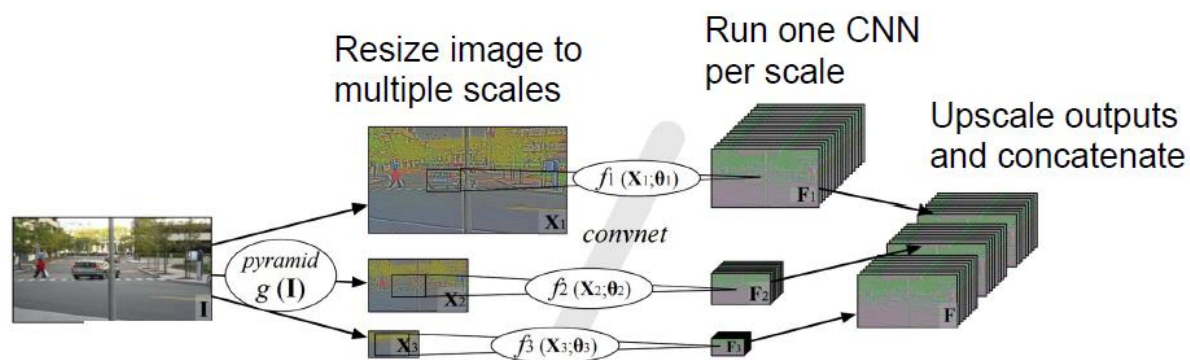 Resize image to
multiple scales
Run one CNN
per scale
Upscale outputs
and concatenate
I
pyramid
g (I)
X1
f1 (X1;θ1)
F1
convnet
X2
f2 (X2;θ2)
F2
X3
f3 (X3;θ3)
F3
F